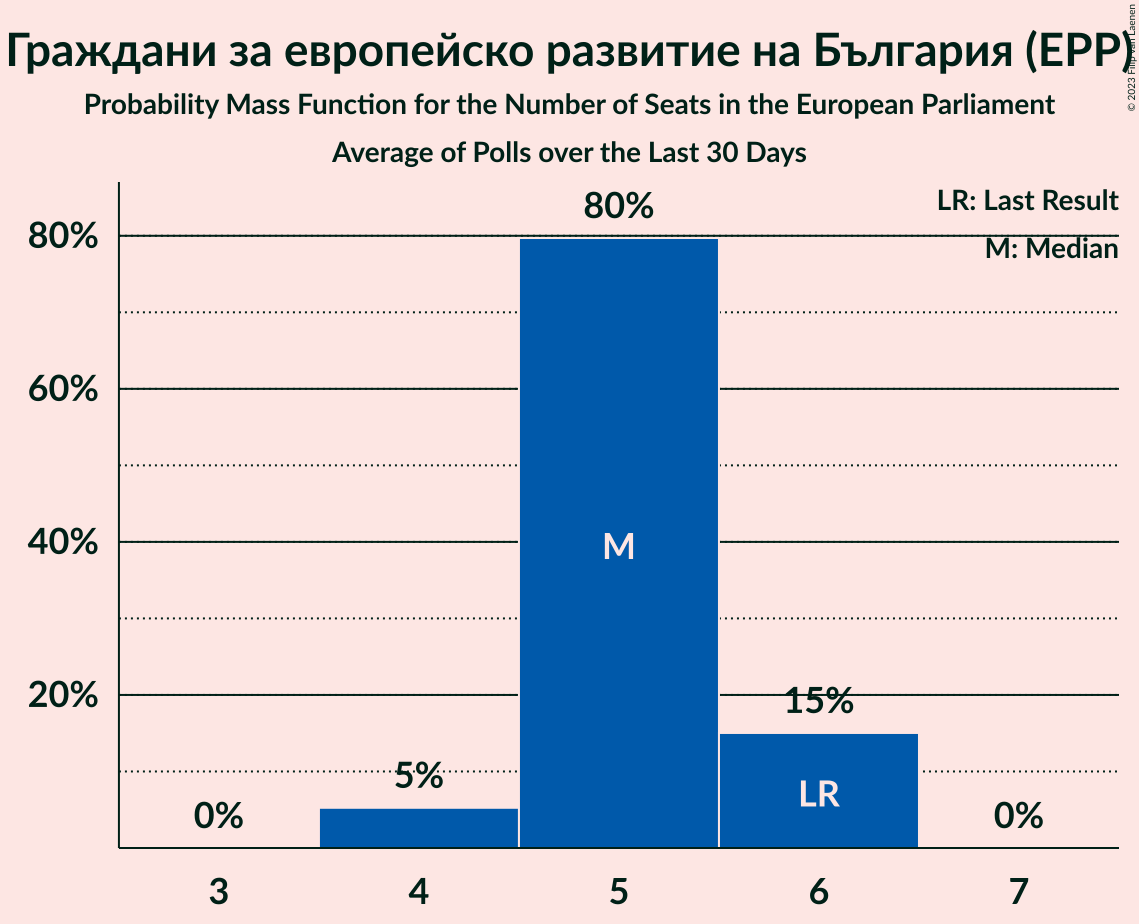 Граждани за европейско развитие на България (EPP)
© 2023 Filip van Laenen
Probability Mass Function for the Number of Seats in the European Parliament
Average of Polls over the Last 30 Days
LR: Last Result
M: Median
80%
60%
40%
20%
0%
5%
80%
15%
0%
M
LR
3 4 5 6 7